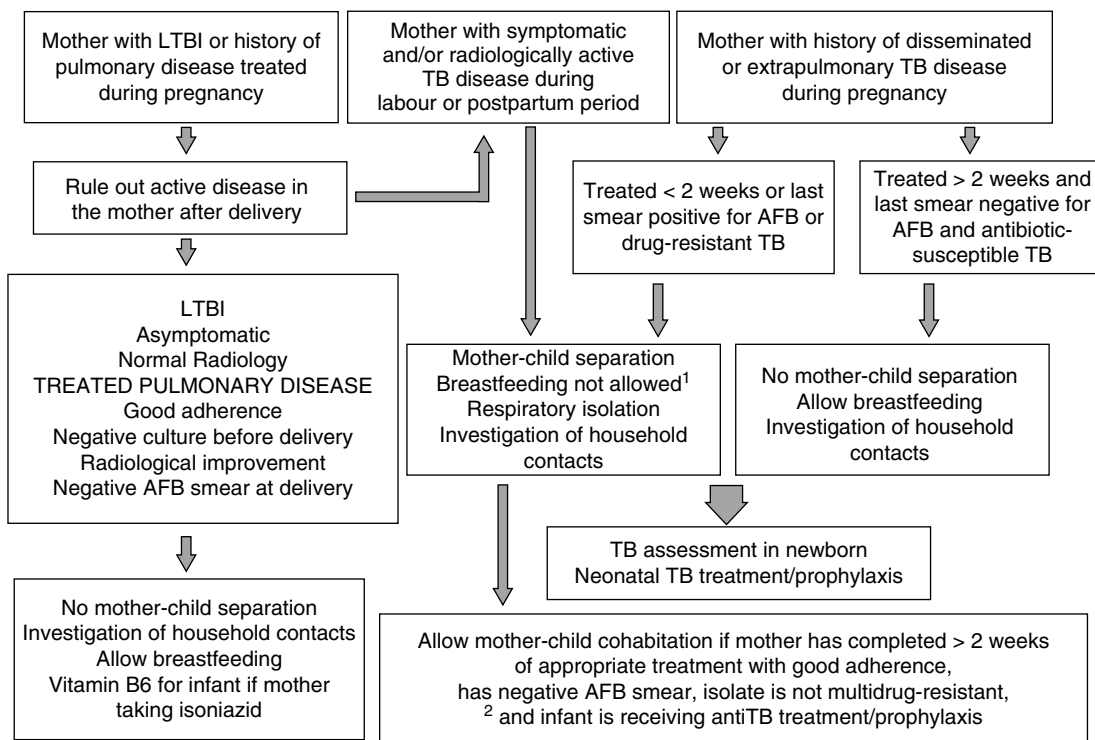 Mother with LTBI or history of
pulmonary disease treated
during pregnancy
Mother with symptomatic
and/or radiologically active
TB disease during
labour or postpartum period
Mother with history of disseminated
or extrapulmonary TB disease
during pregnancy
Rule out active disease in
the mother after delivery
Treated < 2 weeks or last
smear positive for AFB or
drug-resistant TB
Treated > 2 weeks and
last smear negative for
AFB and antibiotic-
susceptible TB
LTBI
Asymptomatic
Normal Radiology
TREATED PULMONARY DISEASE
Good adherence
Negative culture before delivery
Radiological improvement
Negative AFB smear at delivery
Mother-child separation
Breastfeeding not allowed¹
Respiratory isolation
Investigation of household
contacts
No mother-child separation
Allow breastfeeding
Investigation of household
contacts
TB assessment in newborn
Neonatal TB treatment/prophylaxis
No mother-child separation
Investigation of household contacts
Allow breastfeeding
Vitamin B6 for infant if mother
taking isoniazid
Allow mother-child cohabitation if mother has completed > 2 weeks
of appropriate treatment with good adherence,
has negative AFB smear, isolate is not multidrug-resistant,
² and infant is receiving antiTB treatment/prophylaxis